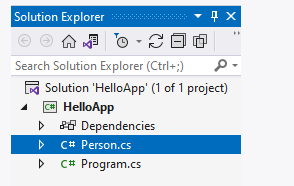 Solution Explorer
Search Solution Explorer (Ctrl+;)
Solution 'HelloApp' (1 of 1 project)
C# HelloApp
Dependencies
C# Person.cs
C# Program.cs